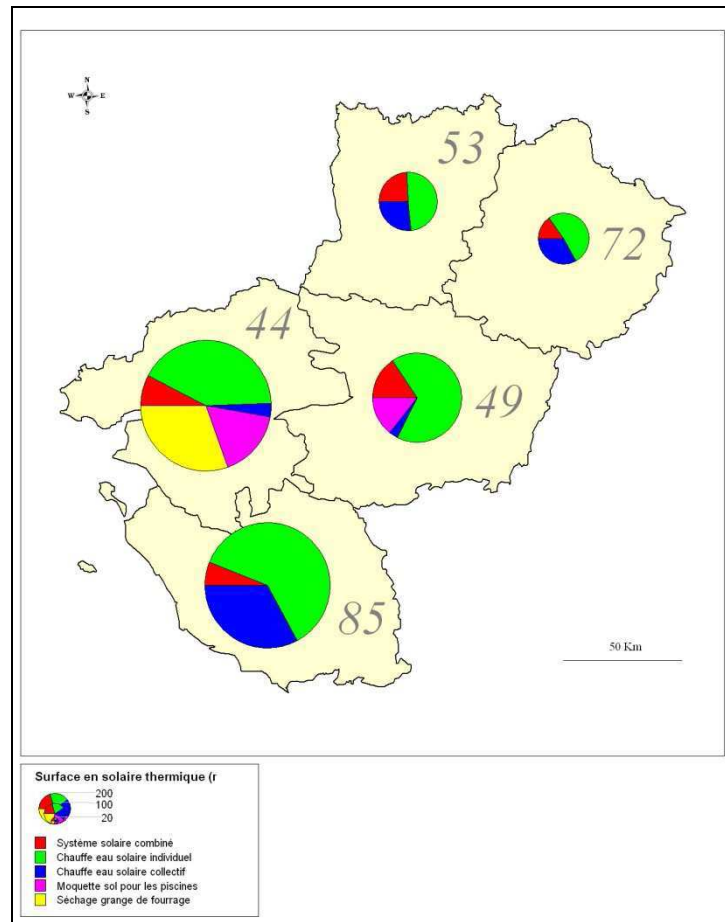 N
W E
S
53
72
44
49
85
50 Km
Surface en solaire thermique (r
200
100
20
Système solaire combiné
Chauffe eau solaire individuel
Chauffe eau solaire collectif
Moquette sol pour les piscines
Séchage grange de fourrage